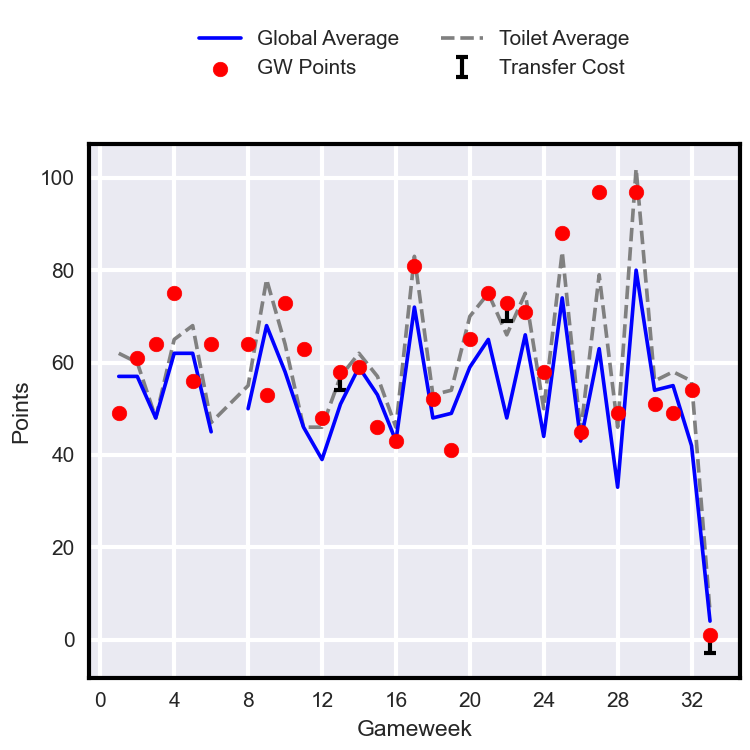 Global Average
Toilet Average
GW Points
Transfer Cost
100
80
60
40
20
0
Points
0 4 8 12 16 20 24 28 32
Gameweek